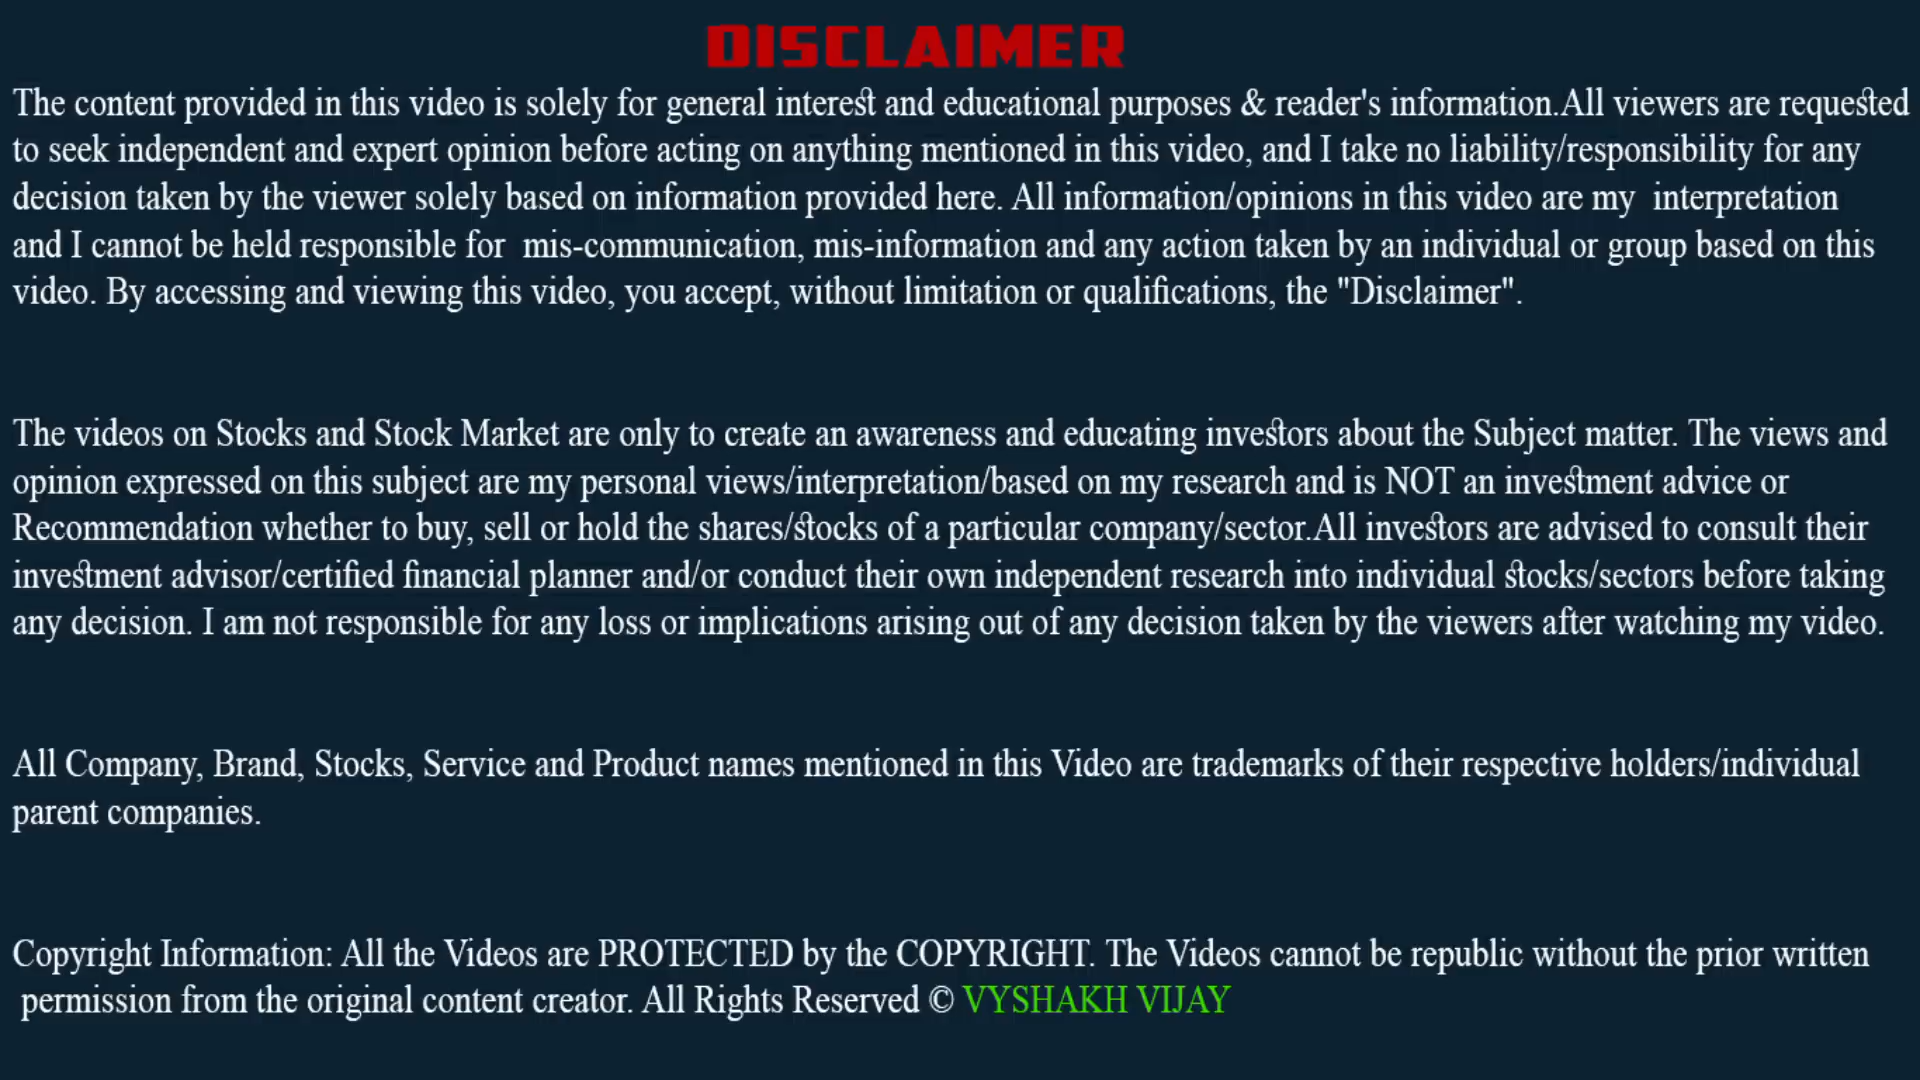 DISCLAIMER
The content provided in this video is solely for general interest and educational purposes & reader's information.All viewers are requested
to seek independent and expert opinion before acting on anything mentioned in this video, and I take no liability/responsibility for any
decision taken by the viewer solely based on information provided here. All information/opinions in this video are my  interpretation
and I cannot be held responsible for  mis-communication, mis-information and any action taken by an individual or group based on this
video. By accessing and viewing this video, you accept, without limitation or qualifications, the "Disclaimer".
The videos on Stocks and Stock Market are only to create an awareness and educating investors about the Subject matter. The views and
opinion expressed on this subject are my personal views/interpretation/based on my research and is NOT an investment advice or
Recommendation whether to buy, sell or hold the shares/stocks of a particular company/sector.All investors are advised to consult their
investment advisor/certified financial planner and/or conduct their own independent research into individual stocks/sectors before taking
any decision. I am not responsible for any loss or implications arising out of any decision taken by the viewers after watching my video.
All Company, Brand, Stocks, Service and Product names mentioned in this Video are trademarks of their respective holders/individual
parent companies.
Copyright Information: All the Videos are PROTECTED by the COPYRIGHT. The Videos cannot be republic without the prior written
permission from the original content creator. All Rights Reserved © VYSHAKH VIJAY